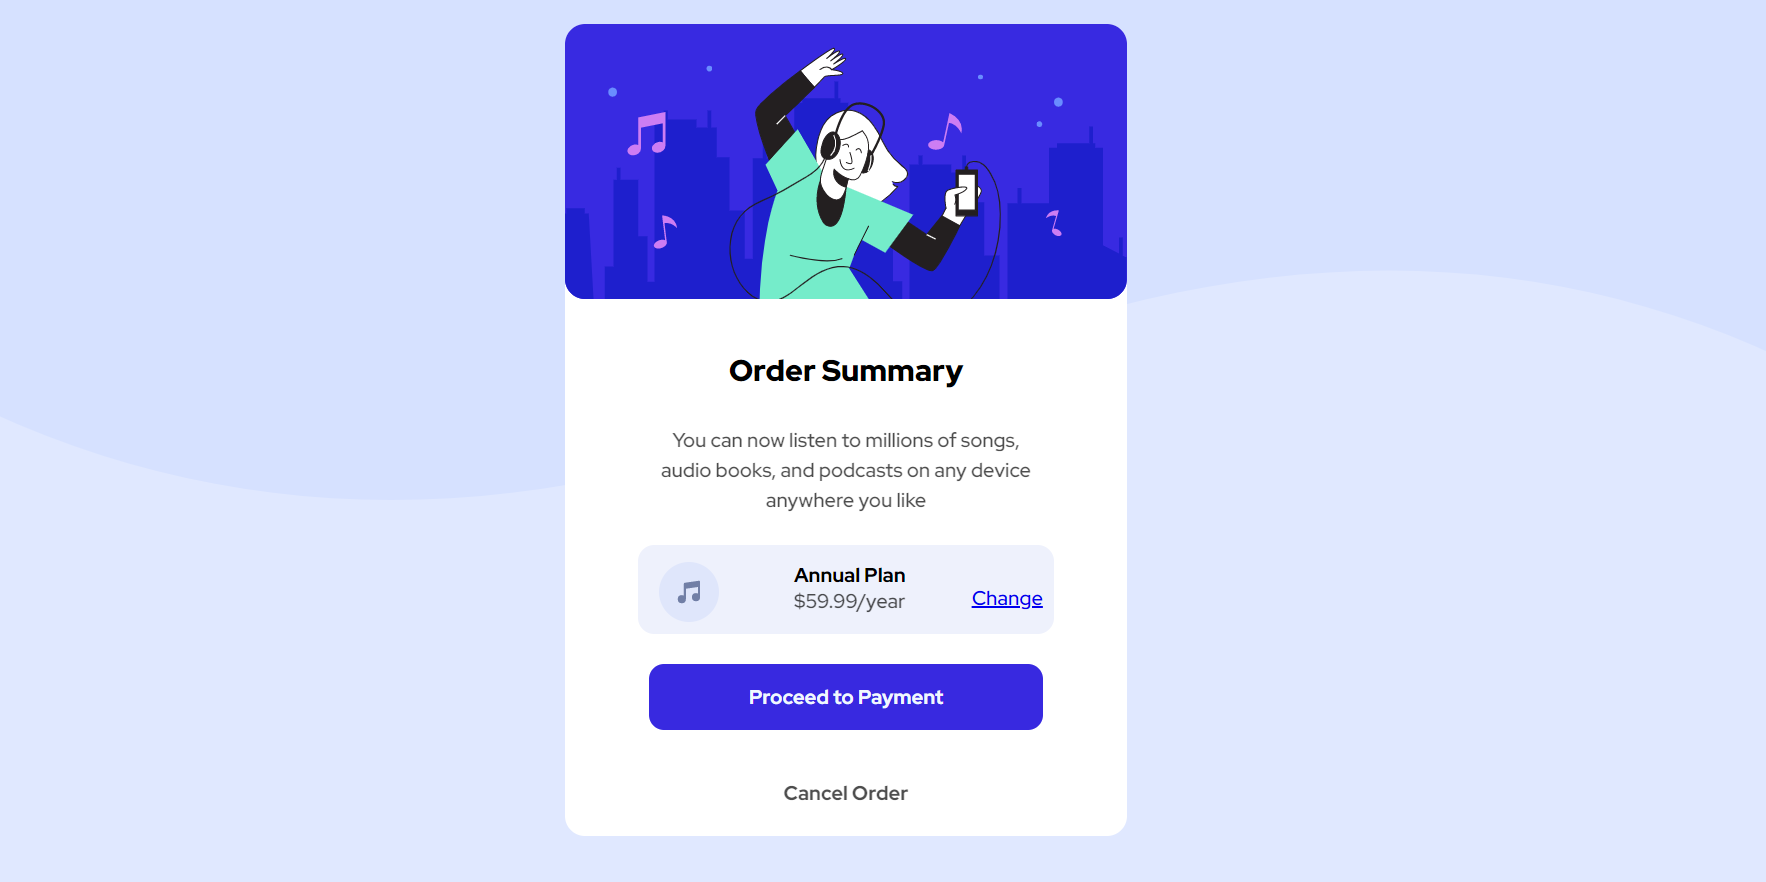 Order Summary
You can now listen to millions of songs,
audio books, and podcasts on any device
anywhere you like
Annual Plan
$59.99/year
Change
Proceed to Payment
Cancel Order